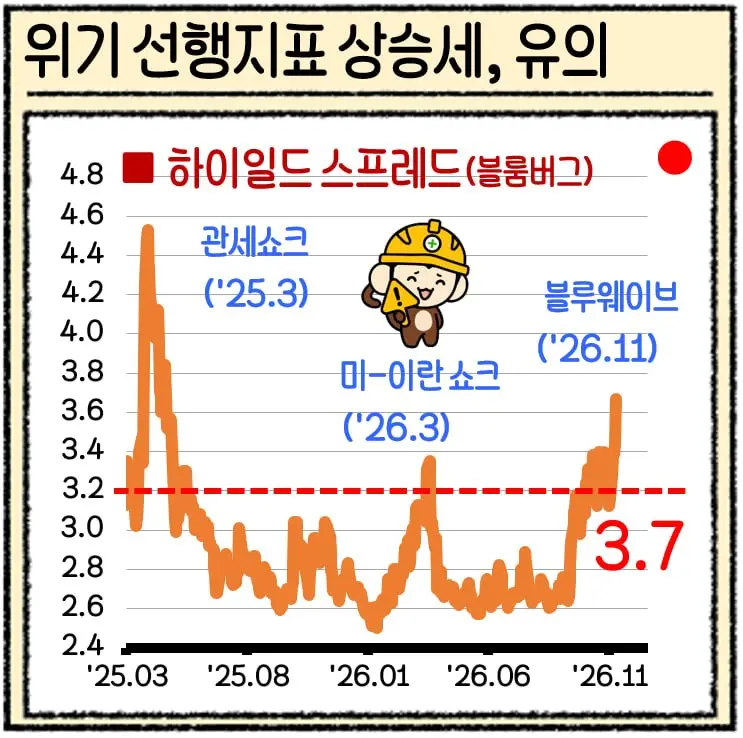 위기 선행지표 상승세, 유의
하이일드 스프레드(블룸버그)
4.8
4.6
4.4
4.2
4.0
3.8
3.6
3.4
3.2
3.0
2.8
2.6
2.4
관세쇼크
('25.3)
블루웨이브
('26.11)
미-이란 쇼크
('26.3)
3.7
'25.03 '25.08 '26.01 '26.06 '26.11